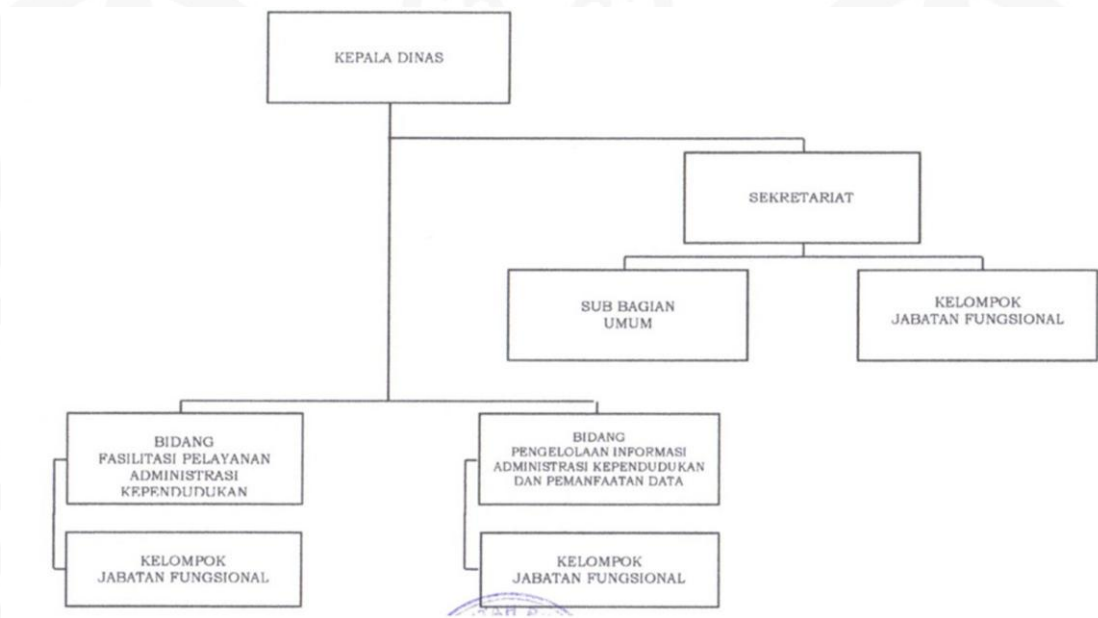 KEPALA DINAS
SEKRETARIAT
SUB BAGIAN
UMUM
KELOMPOK
JABATAN FUNGSIONAL
BIDANG
FASILITASI PELAYANAN
ADMINISTRASI
KEPENDUDUKAN
BIDANG
PENGELOLAAN INFORMASI
ADMINISTRASI KEPENDUDUKAN
DAN PEMANFAATAN DATA
KELOMPOK
JABATAN FUNGSIONAL
KELOMPOK
JABATAN FUNGSIONAL